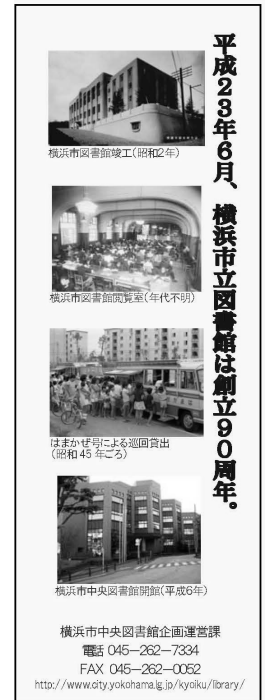 平成23年6月、横浜市立図書館は創立90周年。
横浜市図書館竣工（昭和2年）
横浜市図書館閲覧室（年代不明）
はまかぜ号による巡回貸出
（昭和45年ごろ）
横浜市中央図書館開館（平成6年）
横浜市中央図書館企画運営課
電話 045-262-7334
FAX 045-262-0052
http://www.city.yokohama.lg.jp/kyoiku/library/